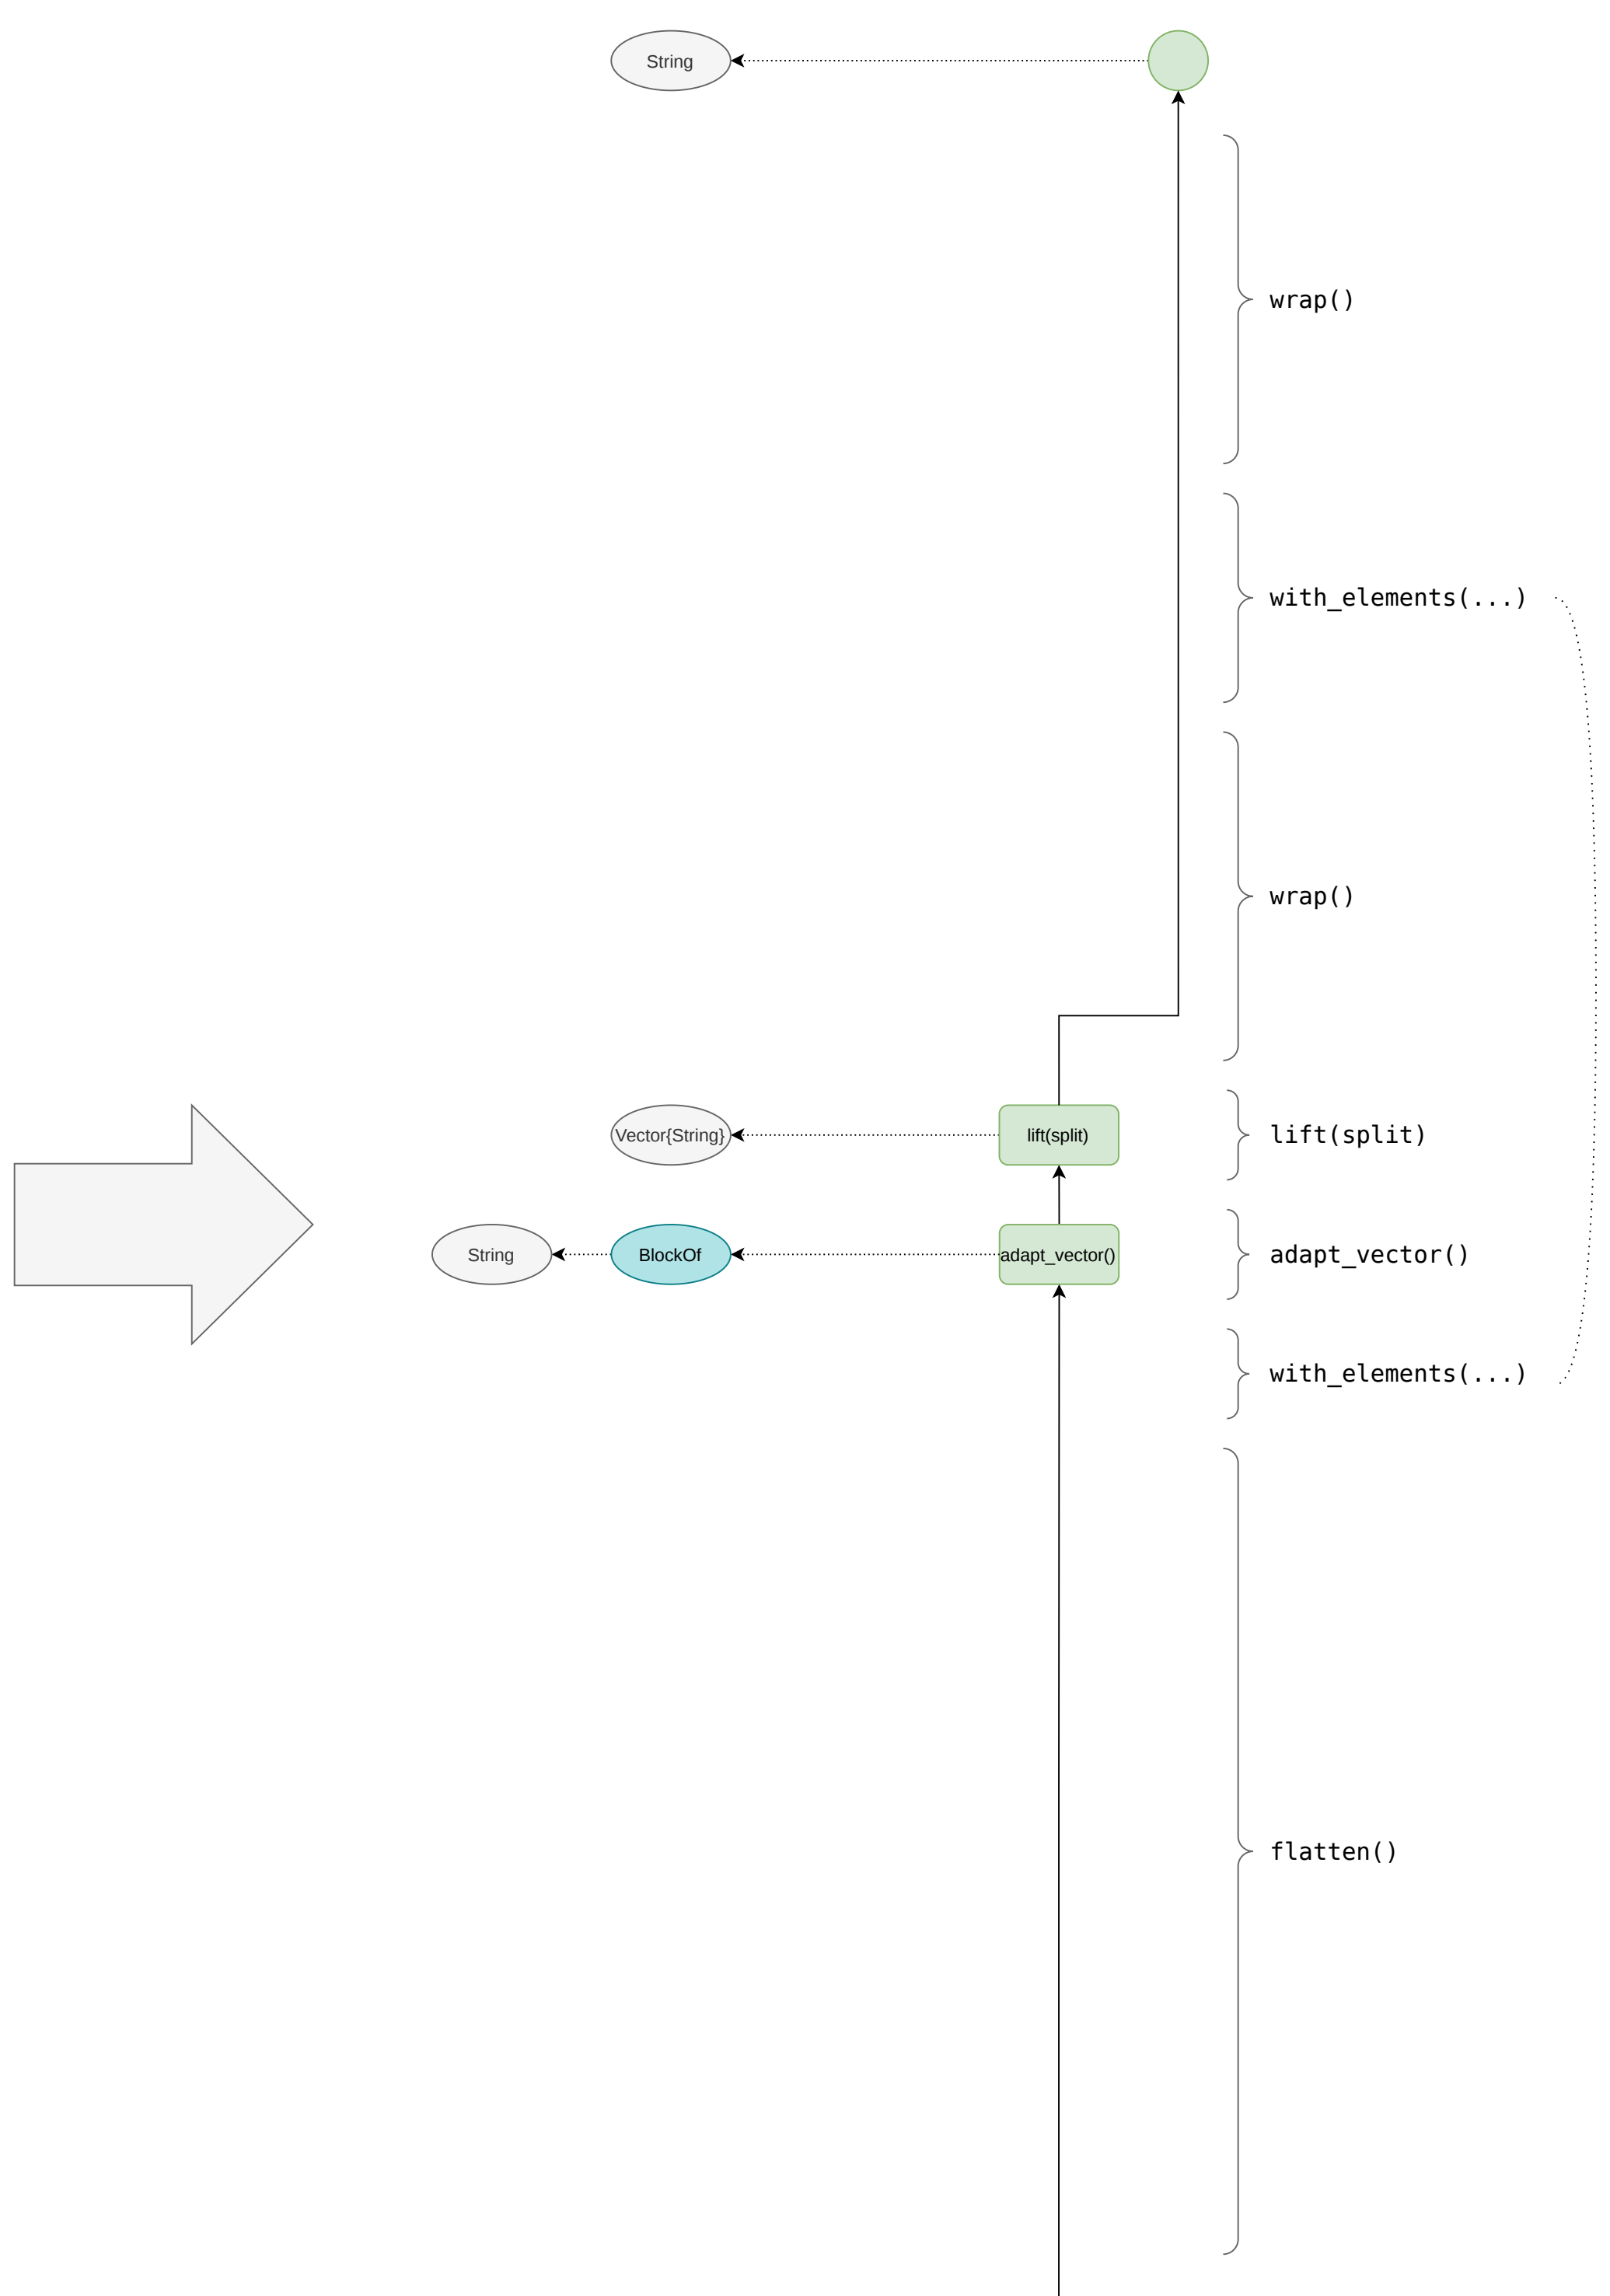 String
wrap()
with_elements(...)
wrap()
Vector{String}
lift(split)
lift(split)
String
BlockOf
adapt_vector()
adapt_vector()
with_elements(...)
flatten()